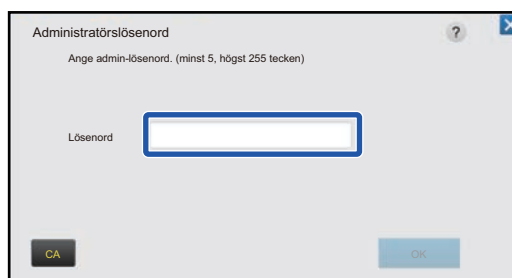 Administratörslösenord
?
Ange admin-lösenord. (minst 5, högst 255 tecken)
Lösenord
CA
OK